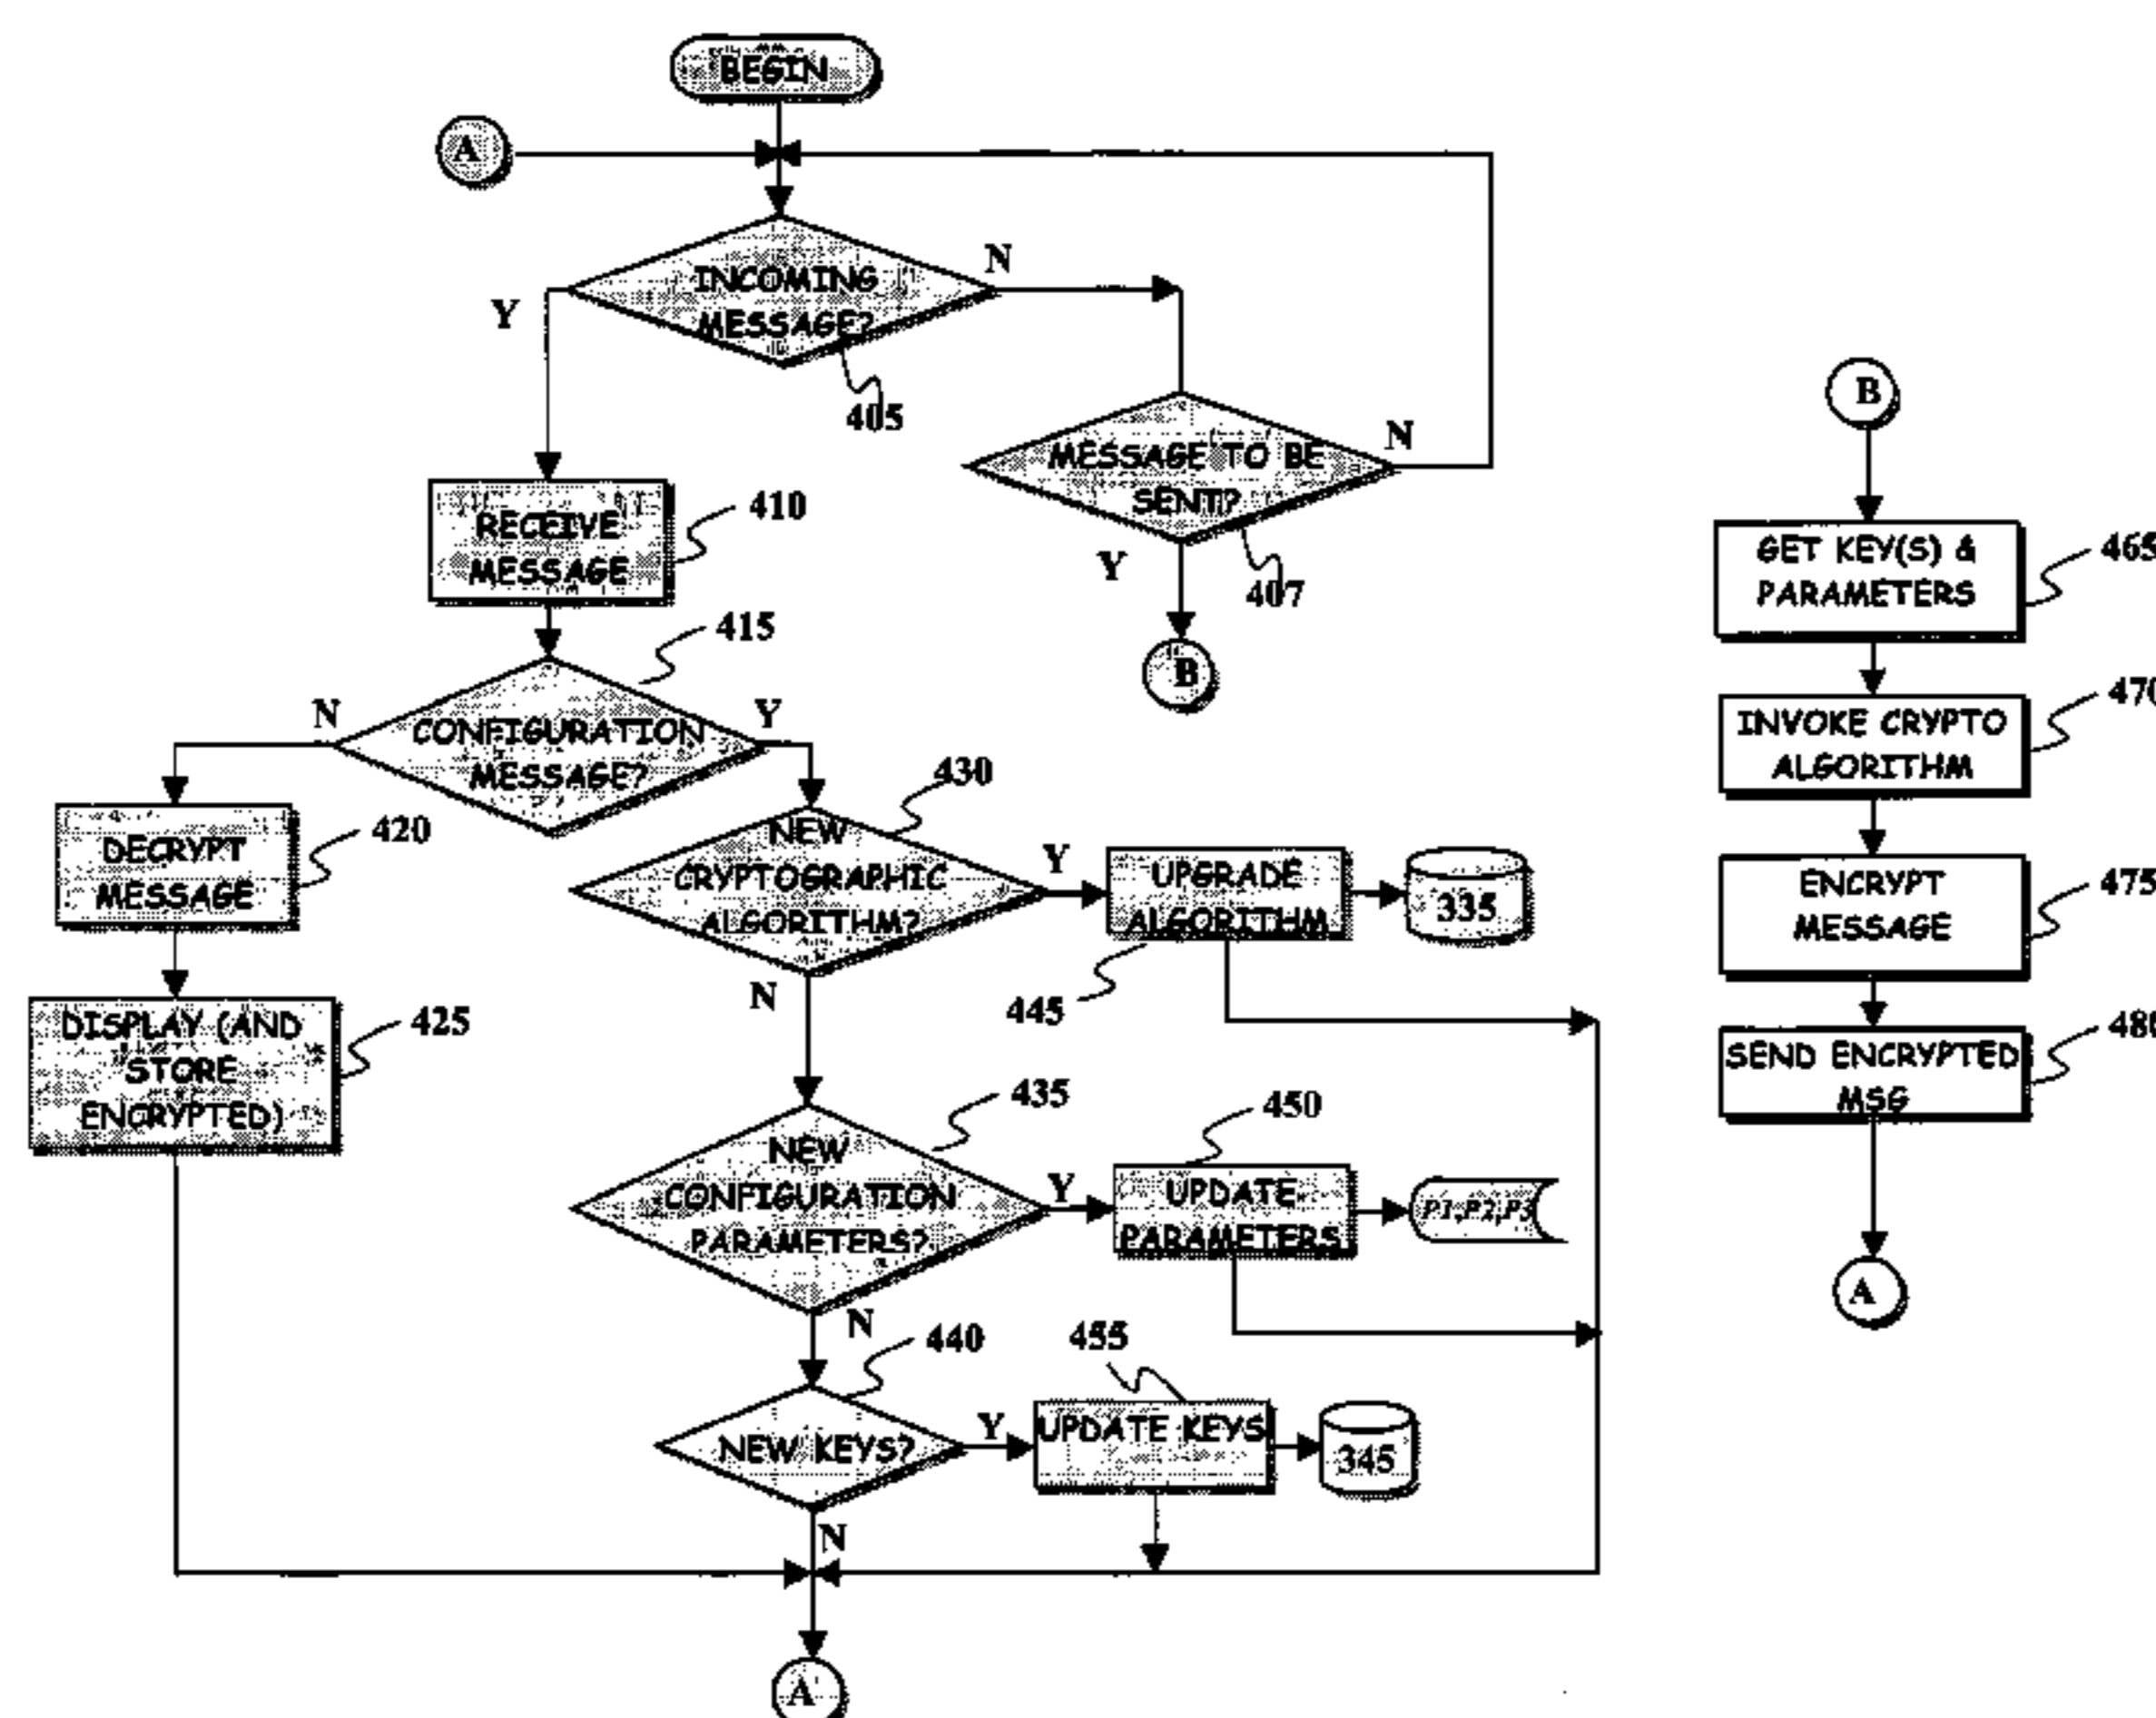 BEGIN
A
INCOMING
MESSAGE?
N
Y
405
MESSAGE TO BE
SENT?
N
Y
407
B
RECEIVE
MESSAGE
410
415
CONFIGURATION
MESSAGE?
N
Y
DECRYPT
MESSAGE
420
DISPLAY (AND
STORE
ENCRYPTED)
425
430
NEW
CRYPTOGRAPHIC
ALGORITHM?
Y
N
UPGRADE
ALGORITHM
335
445
435
NEW
CONFIGURATION
PARAMETERS?
Y
N
450
UPDATE
PARAMETERS
P1,P2,P3
440
NEW KEYS?
Y
N
455
UPDATE KEYS
345
A
B
GET KEY(S) &
PARAMETERS
465
INVOKE CRYPTO
ALGORITHM
470
ENCRYPT
MESSAGE
475
SEND ENCRYPTED
MSG
480
A